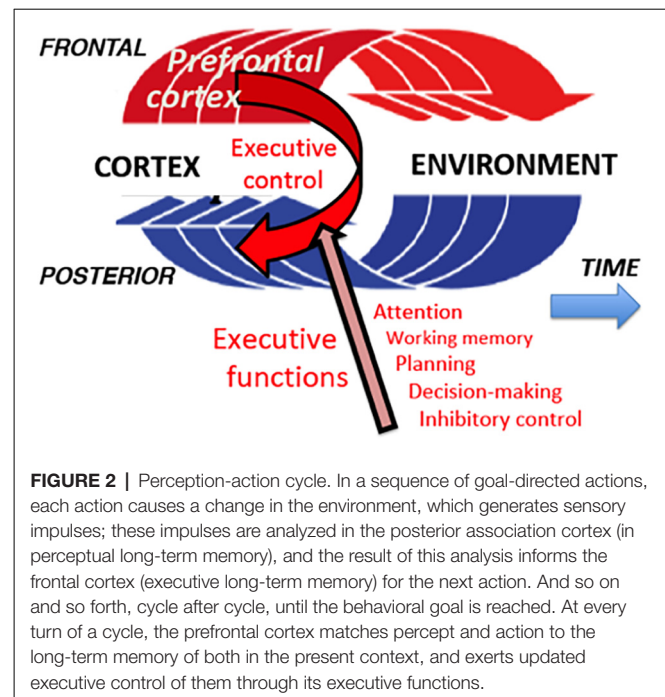 FRONTAL
Prefrontal
cortex
Executive
control
CORTEX
ENVIRONMENT
POSTERIOR
TIME
Executive
functions
Attention
Working memory
Planning
Decision-making
Inhibitory control
FIGURE 2 | Perception-action cycle. In a sequence of goal-directed actions,
each action causes a change in the environment, which generates sensory
impulses; these impulses are analyzed in the posterior association cortex (in
perceptual long-term memory), and the result of this analysis informs the
frontal cortex (executive long-term memory) for the next action. And so on
and so forth, cycle after cycle, until the behavioral goal is reached. At every
turn of a cycle, the prefrontal cortex matches percept and action to the
long-term memory of both in the present context, and exerts updated
executive control of them through its executive functions.